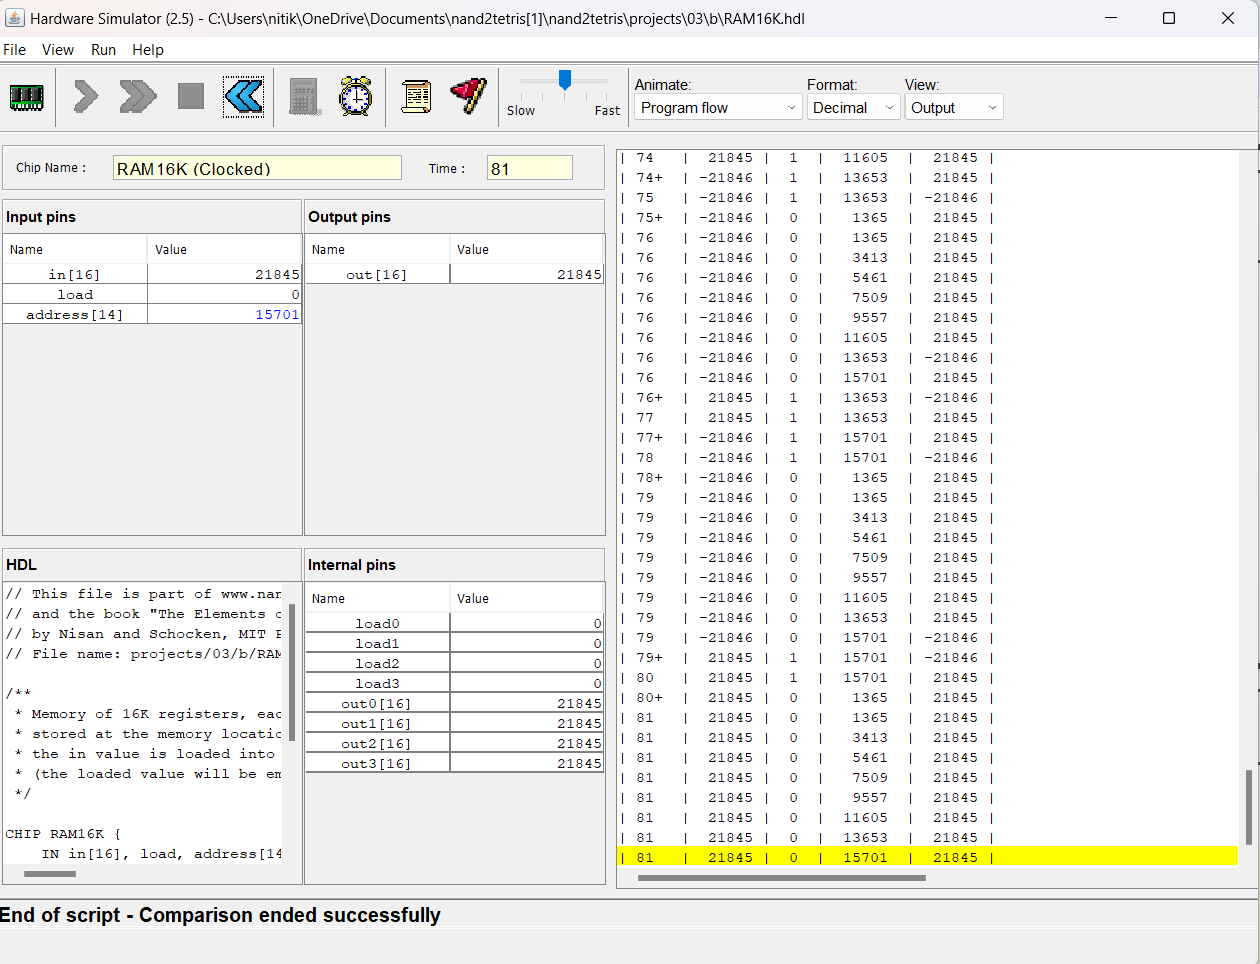 Hardware Simulator (2.5) - C:\Users\nitik\OneDrive\Documents\nand2tetris[1]\nand2tetris\projects\03\b\RAM16K.hdl
File View Run Help
Slow Fast
Animate: Format: View:
Program flow Decimal Output
Chip Name : RAM16K (Clocked) Time : 81
Input pins
Name Value
in[16] 21845
load 0
address[14] 15701
Output pins
Name Value
out[16] 21845
HDL
// This file is part of www.nan
// and the book "The Elements
// by Nisan and Schocken, MIT
// File name: projects/03/b/RAM
/**
* Memory of 16K registers, eac
* stored at the memory locatio
* the in value is loaded into
* (the loaded value will be em
*/
CHIP RAM16K {
IN in[16], load, address[14
Internal pins
Name Value
load0 0
load1 0
load2 0
load3 0
out0[16] 21845
out1[16] 21845
out2[16] 21845
out3[16] 21845
| 74 | 21845 | 1 | 11605 | 21845 |
| 74+ | -21846 | 1 | 13653 | 21845 |
| 75 | -21846 | 1 | 13653 | -21846 |
| 75+ | -21846 | 0 | 1365 | 21845 |
| 76 | -21846 | 0 | 1365 | 21845 |
| 76 | -21846 | 0 | 3413 | 21845 |
| 76 | -21846 | 0 | 5461 | 21845 |
| 76 | -21846 | 0 | 7509 | 21845 |
| 76 | -21846 | 0 | 9557 | 21845 |
| 76 | -21846 | 0 | 11605 | 21845 |
| 76 | -21846 | 0 | 13653 | -21846 |
| 76 | -21846 | 0 | 15701 | 21845 |
| 76+ | 21845 | 1 | 13653 | -21846 |
| 77 | 21845 | 1 | 13653 | 21845 |
| 77+ | -21846 | 1 | 15701 | 21845 |
| 78 | -21846 | 1 | 15701 | -21846 |
| 78+ | -21846 | 0 | 1365 | 21845 |
| 79 | -21846 | 0 | 1365 | 21845 |
| 79 | -21846 | 0 | 3413 | 21845 |
| 79 | -21846 | 0 | 5461 | 21845 |
| 79 | -21846 | 0 | 7509 | 21845 |
| 79 | -21846 | 0 | 9557 | 21845 |
| 79 | -21846 | 0 | 11605 | 21845 |
| 79 | -21846 | 0 | 13653 | 21845 |
| 79 | -21846 | 0 | 15701 | -21846 |
| 79+ | 21845 | 1 | 15701 | -21846 |
| 80 | 21845 | 1 | 15701 | 21845 |
| 80+ | 21845 | 0 | 1365 | 21845 |
| 81 | 21845 | 0 | 1365 | 21845 |
| 81 | 21845 | 0 | 3413 | 21845 |
| 81 | 21845 | 0 | 5461 | 21845 |
| 81 | 21845 | 0 | 7509 | 21845 |
| 81 | 21845 | 0 | 9557 | 21845 |
| 81 | 21845 | 0 | 11605 | 21845 |
| 81 | 21845 | 0 | 13653 | 21845 |
| 81 | 21845 | 0 | 15701 | 21845 |
End of script - Comparison ended successfully